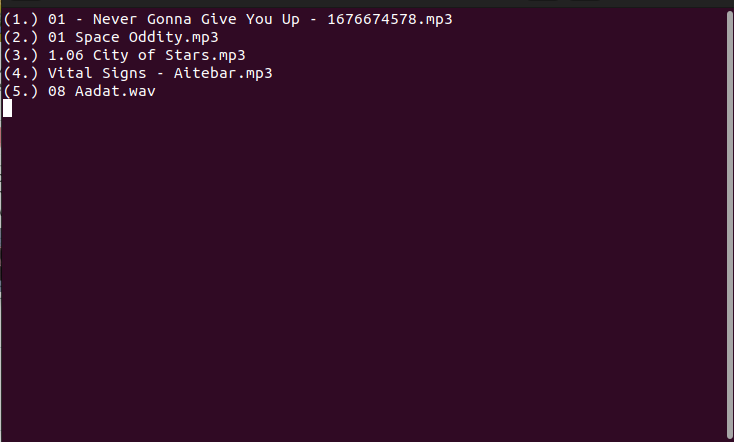 (1.) 01 - Never Gonna Give You Up - 1676674578.mp3
(2.) 01 Space Oddity.mp3
(3.) 1.06 City of Stars.mp3
(4.) Vital Signs - Aitebar.mp3
(5.) 08 Aadat.wav